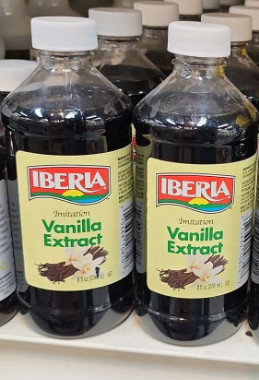 IBERIA
Imitation
Vanilla
Extract
IBERIA
Imitation
Vanilla
Extract